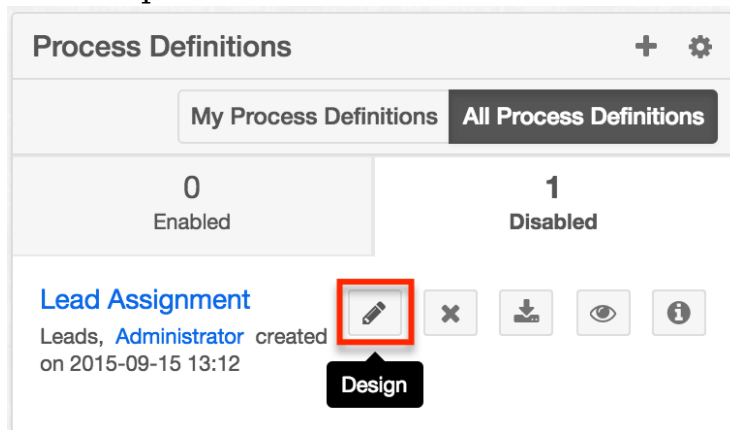 Process Definitions
My Process Definitions All Process Definitions
0 1
Enabled Disabled
Lead Assignment
Leads, Administrator created
on 2015-09-15 13:12
Design